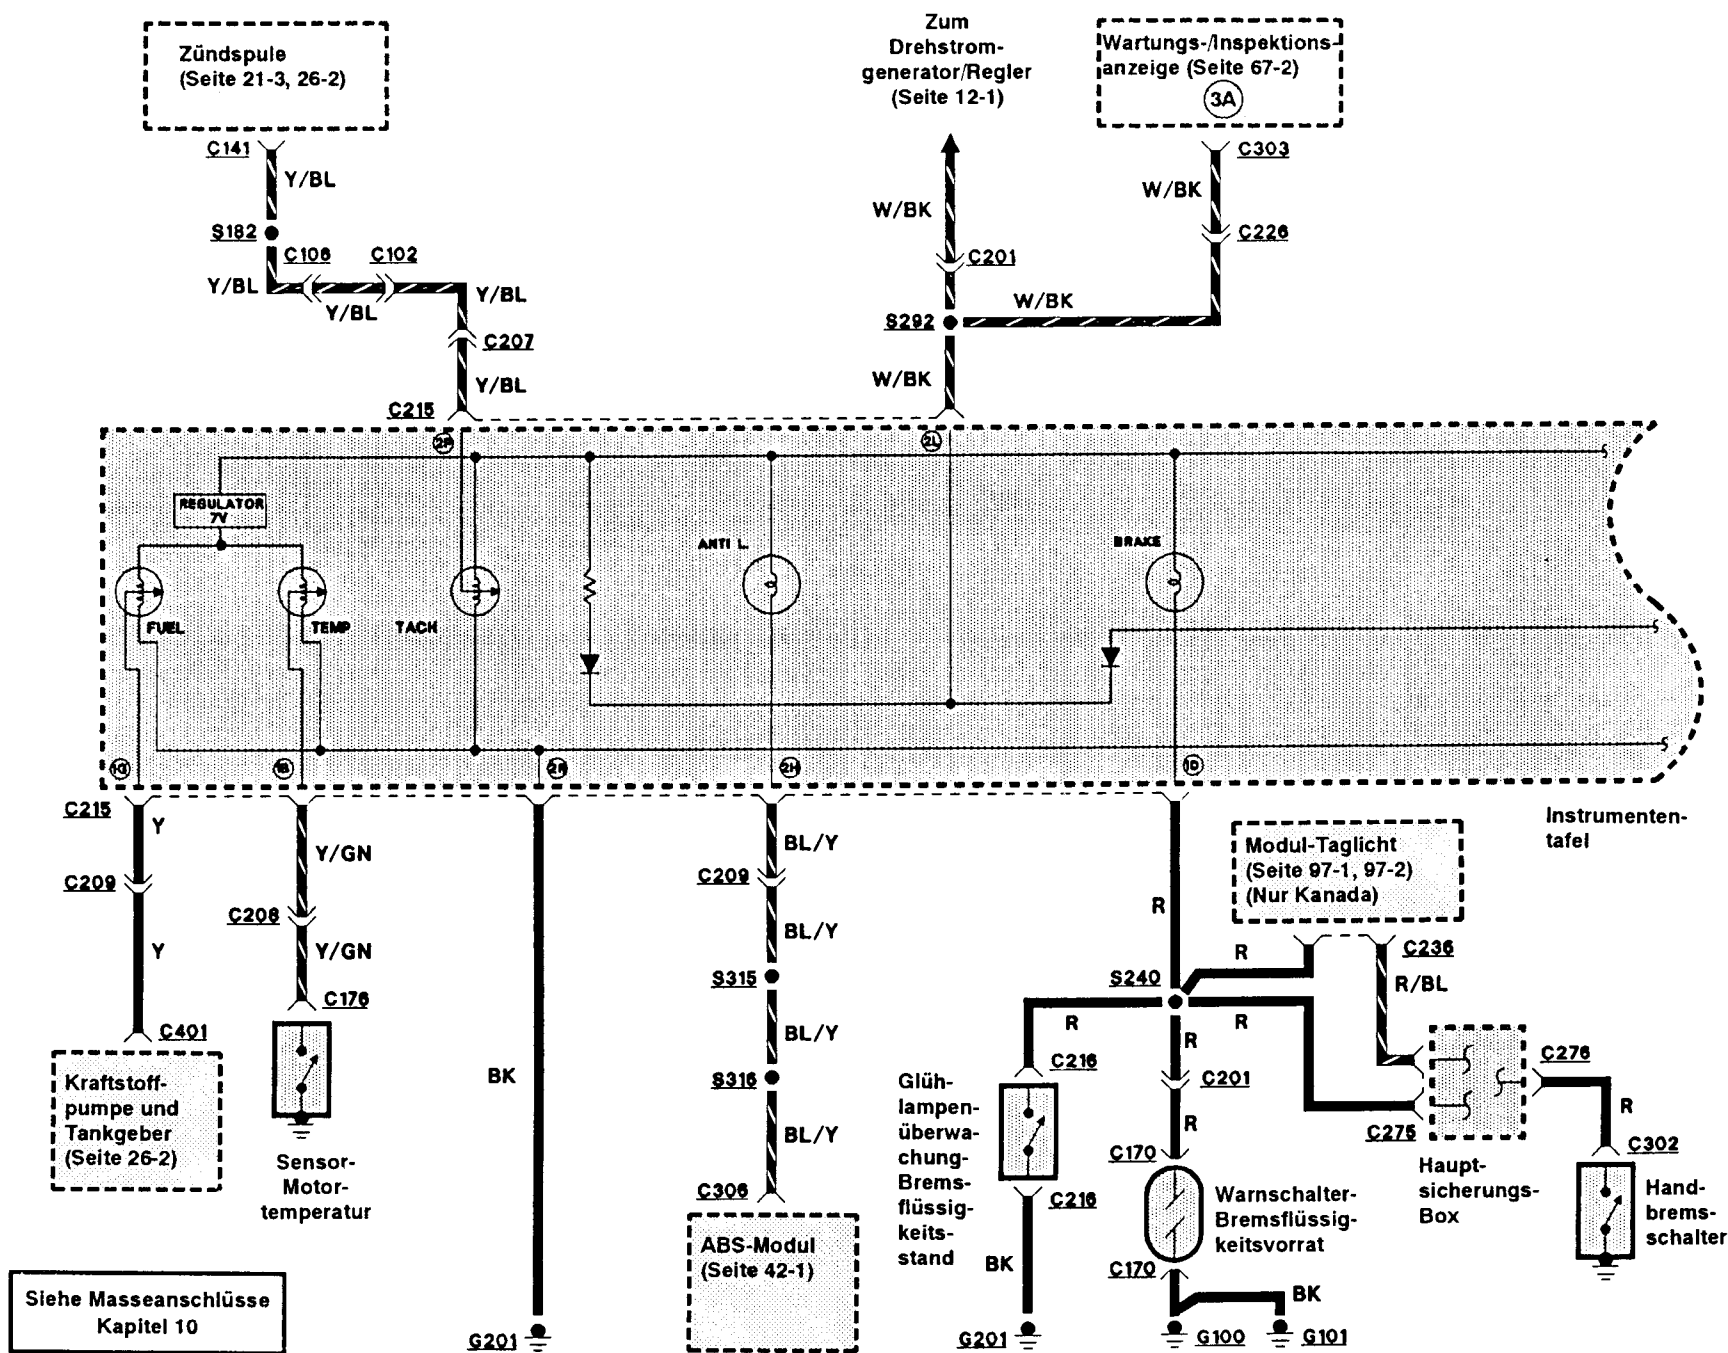 Zündspule
(Seite 21-3, 26-2)
Zum
Drehstrom-
generator/Regler
(Seite 12-1)
Wartungs-/Inspektions-
anzeige (Seite 67-2)
3A
C141
Y/BL
S182
C106
C102
Y/BL
Y/BL
Y/BL
C207
Y/BL
C215
W/BK
C201
S292
W/BK
W/BK
C303
W/BK
C226
2P
2L
REGULATOR
7V
FUEL
TEMP
TACH
ANTI L.
BRAKE
1B
2H
1D
Instrumenten-
tafel
C215
Y
C209
Y
C401
Kraftstoff-
pumpe und
Tankgeber
(Seite 26-2)
Y/GN
C208
Y/GN
C176
Sensor-
Motor-
temperatur
BK
G201
BL/Y
C209
BL/Y
S315
BL/Y
S316
BL/Y
C306
ABS-Modul
(Seite 42-1)
Modul-Taglicht
(Seite 97-1, 97-2)
(Nur Kanada)
R
S240
R
C236
R/BL
R
R
R
C216
Glüh-
lampen-
überwa-
chung-
Brems-
flüssig-
keits-
stand
C216
BK
G201
C201
R
C170
Warnschalter-
Bremsflüssig-
keitsvorrat
C170
BK
G100
G101
C275
C276
Haupt-
sicherungs-
Box
R
C302
Hand-
brems-
schalter
Siehe Masseanschlüsse
Kapitel 10